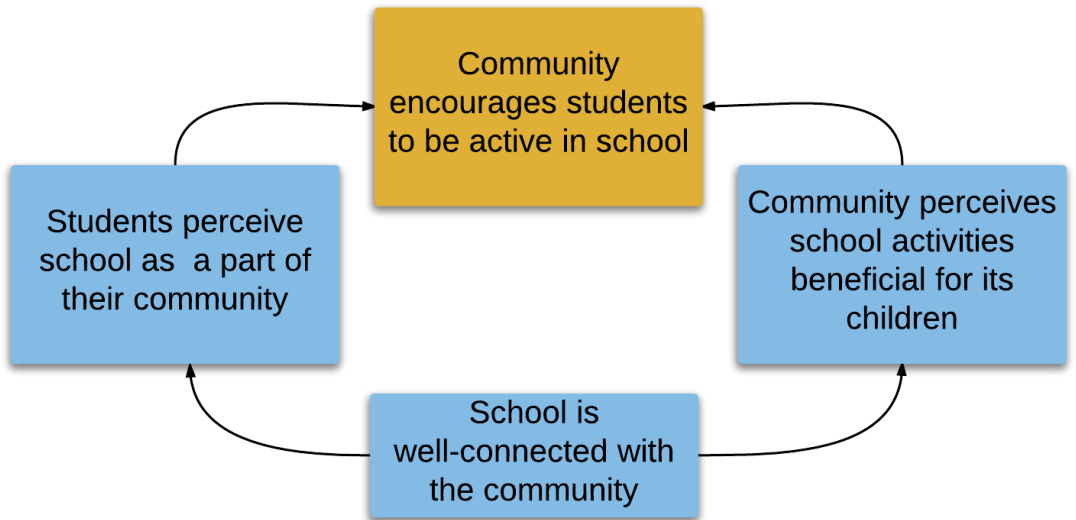 Community
encourages students
to be active in school
Students perceive
school as  a part of
their community
Community perceives
school activities
beneficial for its
children
School is
well-connected with
the community